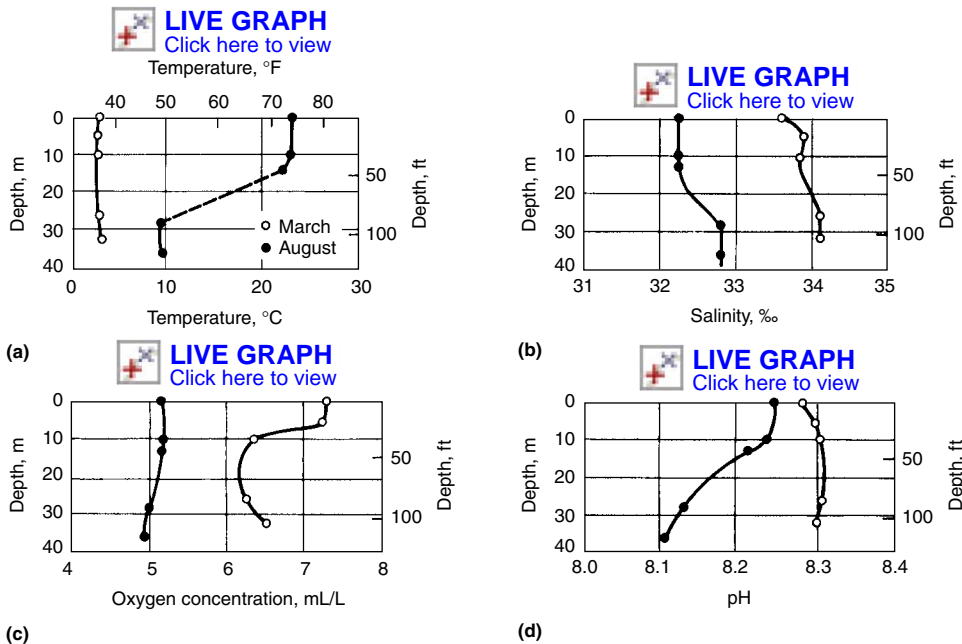 LIVE GRAPH
Click here to view
Temperature, °F
40 50 60 70 80
0
10
20
30
40
Depth, m
50
100
Depth, ft
March
August
0 10 20 30
Temperature, °C
(a)
LIVE GRAPH
Click here to view
0
10
20
30
40
Depth, m
50
100
Depth, ft
31 32 33 34 35
Salinity, ‰
(b)
LIVE GRAPH
Click here to view
0
10
20
30
40
Depth, m
50
100
Depth, ft
4 5 6 7 8
Oxygen concentration, mL/L
(c)
LIVE GRAPH
Click here to view
0
10
20
30
40
Depth, m
50
100
Depth, ft
8.0 8.1 8.2 8.3 8.4
pH
(d)